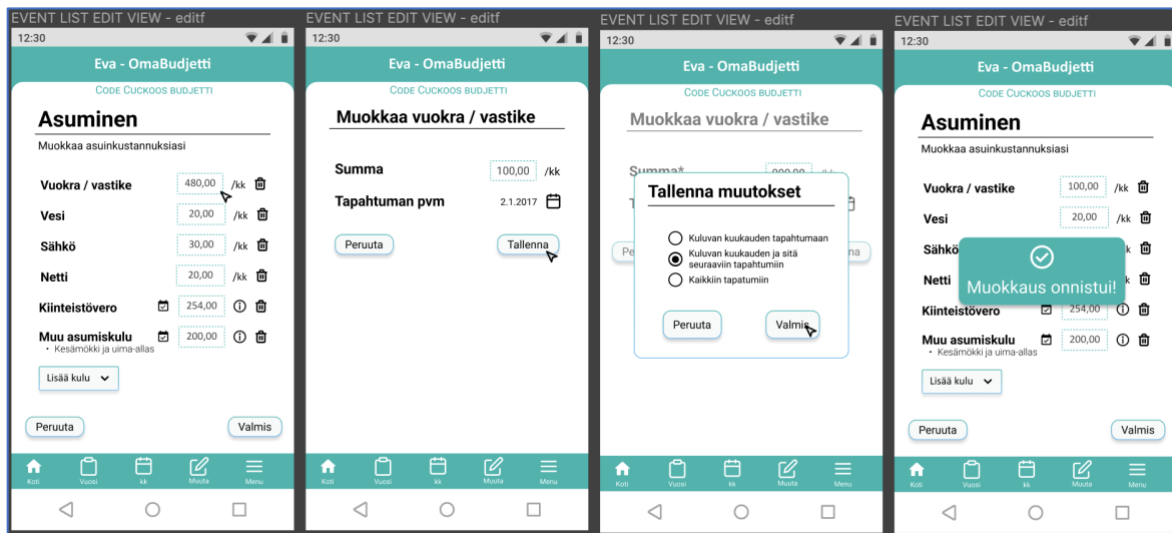 EVENT LIST EDIT VIEW - editf
12:30
Eva - OmaBudjetti
CODE CUCKOOS BUDJETTI
Asuminen
Muokkaa asuinkustannuksiasi
Vuokra / vastike 480,00 /kk
Vesi 20,00 /kk
Sähkö 30,00 /kk
Netti 20,00 /kk
Kiinteistövero 254,00
Muu asumiskulu 200,00
• Kesämökki ja uima-allas
Lisää kulu
Peruuta Valmis
Koti Vuosi kk Muuta Menu
EVENT LIST EDIT VIEW - editf
12:30
Eva - OmaBudjetti
CODE CUCKOOS BUDJETTI
Muokkaa vuokra / vastike
Summa 100,00 /kk
Tapahtuman pvm 2.1.2017
Peruuta Tallenna
Koti Vuosi kk Muuta Menu
EVENT LIST EDIT VIEW - editf
12:30
Eva - OmaBudjetti
CODE CUCKOOS BUDJETTI
Muokkaa vuokra / vastike
Summa*
Tallenna muutokset
Kuluvan kuukauden tapahtumaan
Kuluvan kuukauden ja sitä
seuraaviin tapahtumiin
Kaikkiin tapatumiin
Peruuta Valmis
Koti Vuosi kk Muuta Menu
EVENT LIST EDIT VIEW - editf
12:30
Eva - OmaBudjetti
CODE CUCKOOS BUDJETTI
Asuminen
Muokkaa asuinkustannuksiasi
Vuokra / vastike 100,00 /kk
Vesi 20,00 /kk
Sähkö
Netti
Muokkaus onnistui!
Kiinteistövero 254,00
Muu asumiskulu 200,00
• Kesämökki ja uima-allas
Lisää kulu
Peruuta Valmis
Koti Vuosi kk Muuta Menu